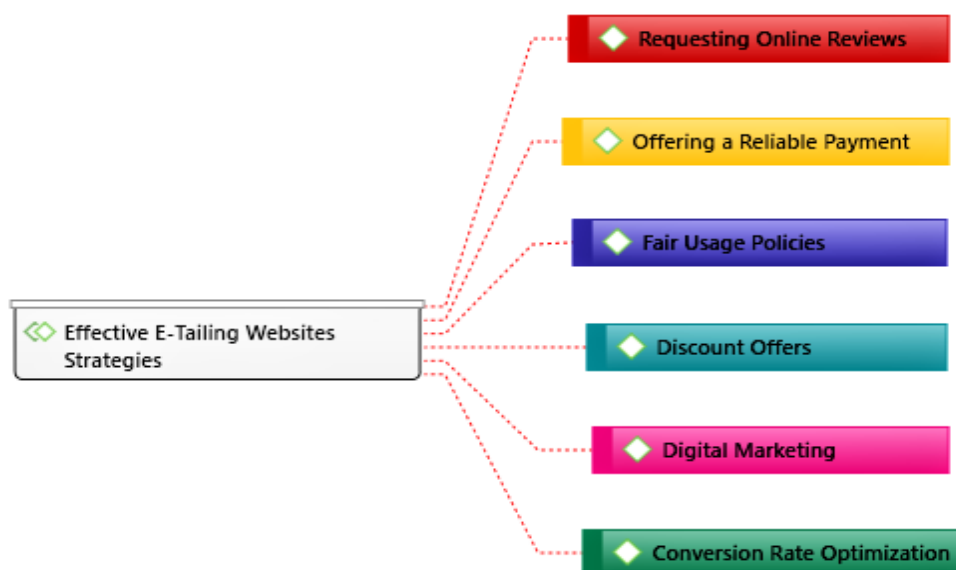 Requesting Online Reviews
Offering a Reliable Payment
Fair Usage Policies
Effective E-Tailing Websites
Strategies
Discount Offers
Digital Marketing
Conversion Rate Optimization